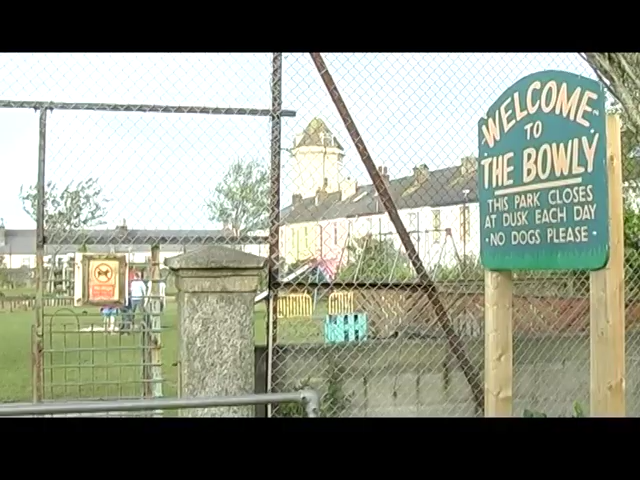 WELCOME
TO
THE BOWLY
THIS PARK CLOSES
AT DUSK EACH DAY
·NO DOGS PLEASE·